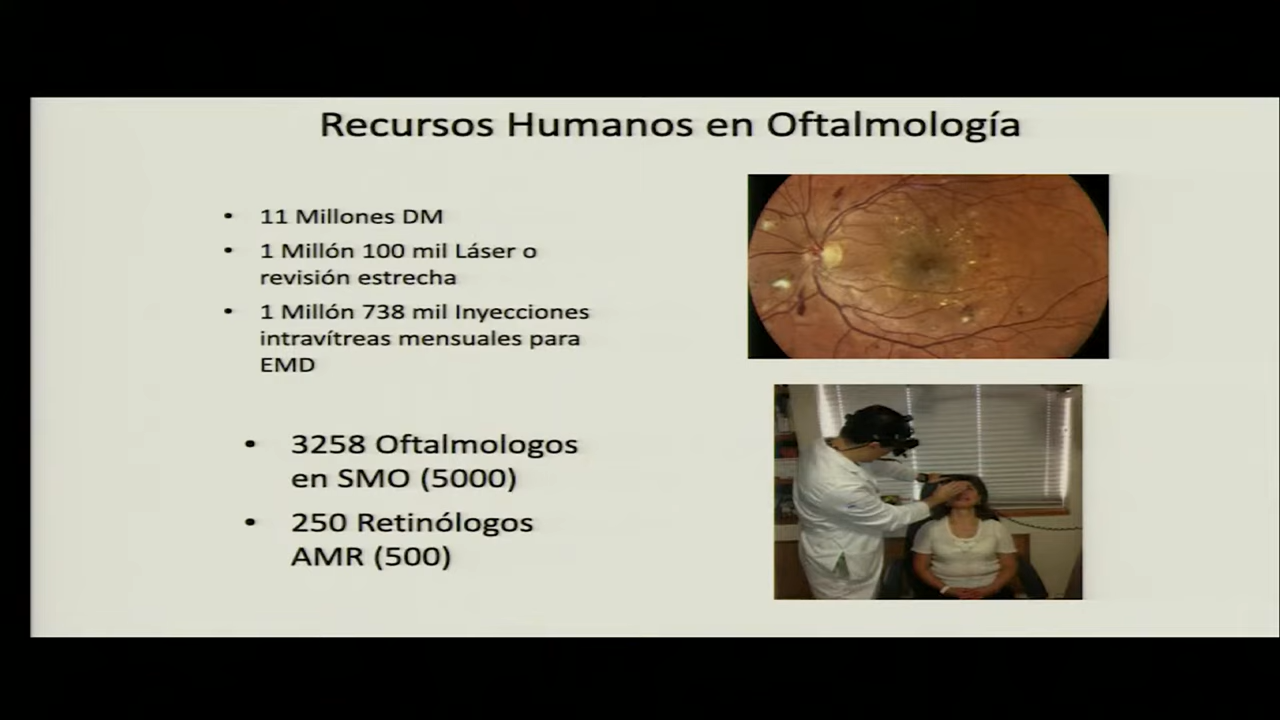 Recursos Humanos en Oftalmología
• 11 Millones DM
• 1 Millón 100 mil Láser o
revisión estrecha
• 1 Millón 738 mil Inyecciones
intravítreas mensuales para
EMD
• 3258 Oftalmologos
en SMO (5000)
• 250 Retinólogos
AMR (500)